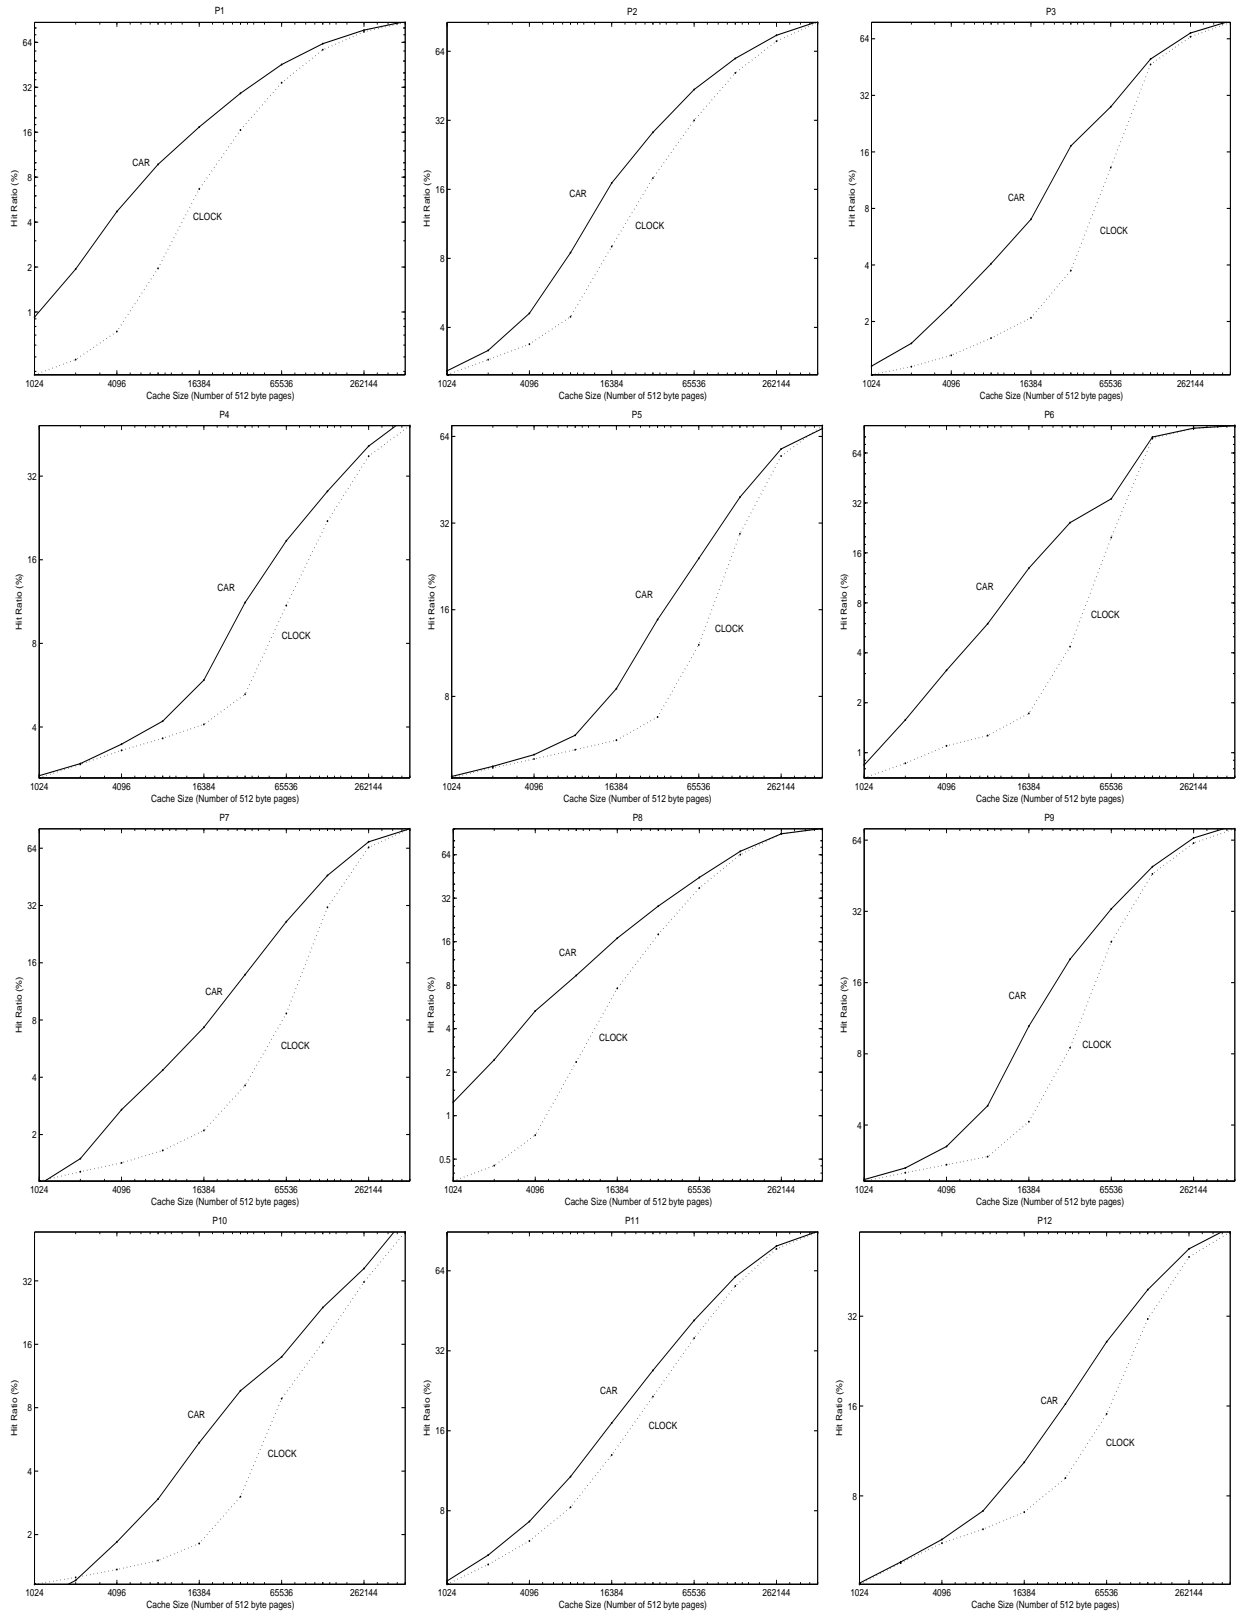 P1
64
32
16
8
4
2
1
Hit Ratio (%)
CAR
CLOCK
1024 4096 16384 65536 262144
Cache Size (Number of 512 byte pages)
P2
64
32
16
8
4
Hit Ratio (%)
CAR
CLOCK
1024 4096 16384 65536 262144
Cache Size (Number of 512 byte pages)
P3
64
32
16
8
4
2
Hit Ratio (%)
CAR
CLOCK
1024 4096 16384 65536 262144
Cache Size (Number of 512 byte pages)
P4
32
16
8
4
Hit Ratio (%)
CAR
CLOCK
1024 4096 16384 65536 262144
Cache Size (Number of 512 byte pages)
P5
64
32
16
8
Hit Ratio (%)
CAR
CLOCK
1024 4096 16384 65536 262144
Cache Size (Number of 512 byte pages)
P6
64
32
16
8
4
2
1
Hit Ratio (%)
CAR
CLOCK
1024 4096 16384 65536 262144
Cache Size (Number of 512 byte pages)
P7
64
32
16
8
4
2
Hit Ratio (%)
CAR
CLOCK
1024 4096 16384 65536 262144
Cache Size (Number of 512 byte pages)
P8
64
32
16
8
4
2
1
0.5
Hit Ratio (%)
CAR
CLOCK
1024 4096 16384 65536 262144
Cache Size (Number of 512 byte pages)
P9
64
32
16
8
4
Hit Ratio (%)
CAR
CLOCK
1024 4096 16384 65536 262144
Cache Size (Number of 512 byte pages)
P10
32
16
8
4
2
Hit Ratio (%)
CAR
CLOCK
1024 4096 16384 65536 262144
Cache Size (Number of 512 byte pages)
P11
64
32
16
8
Hit Ratio (%)
CAR
CLOCK
1024 4096 16384 65536 262144
Cache Size (Number of 512 byte pages)
P12
32
16
8
Hit Ratio (%)
CAR
CLOCK
1024 4096 16384 65536 262144
Cache Size (Number of 512 byte pages)